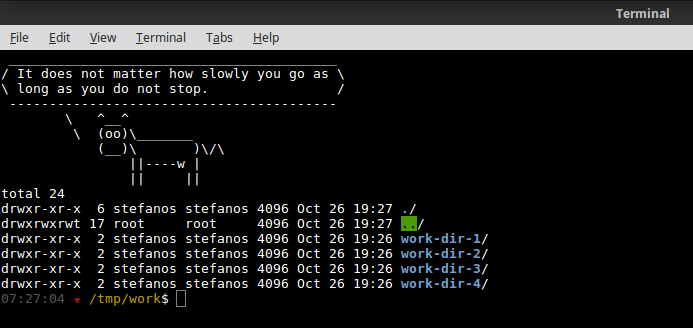 Terminal
File Edit View Terminal Tabs Help
 _________________________________________
/ It does not matter how slowly you go as \
\ long as you do not stop.                /
 -----------------------------------------
        \   ^__^
         \  (oo)\_______
            (__)\       )\/\
                ||----w |
                ||     ||
total 24
drwxr-xr-x  6 stefanos stefanos 4096 Oct 26 19:27 ./
drwxrwxrwt 17 root     root     4096 Oct 26 19:27 ../
drwxr-xr-x  2 stefanos stefanos 4096 Oct 26 19:26 work-dir-1/
drwxr-xr-x  2 stefanos stefanos 4096 Oct 26 19:26 work-dir-2/
drwxr-xr-x  2 stefanos stefanos 4096 Oct 26 19:26 work-dir-3/
drwxr-xr-x  2 stefanos stefanos 4096 Oct 26 19:26 work-dir-4/
07:27:04 ☣ /tmp/work$